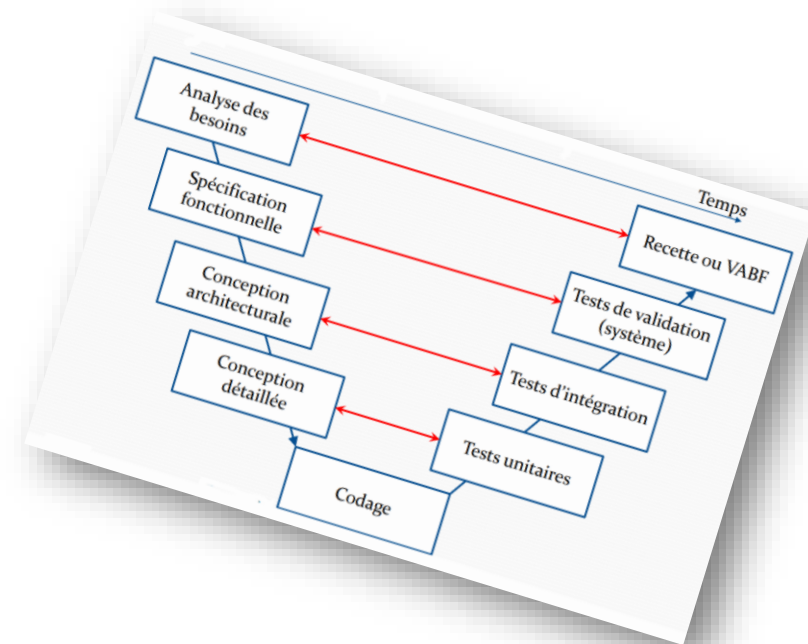 Analyse des
besoins
Spécification
fonctionnelle
Conception
architecturale
Conception
détaillée
Codage
Temps
Recette ou VABF
Tests de validation
(système)
Tests d'intégration
Tests unitaires